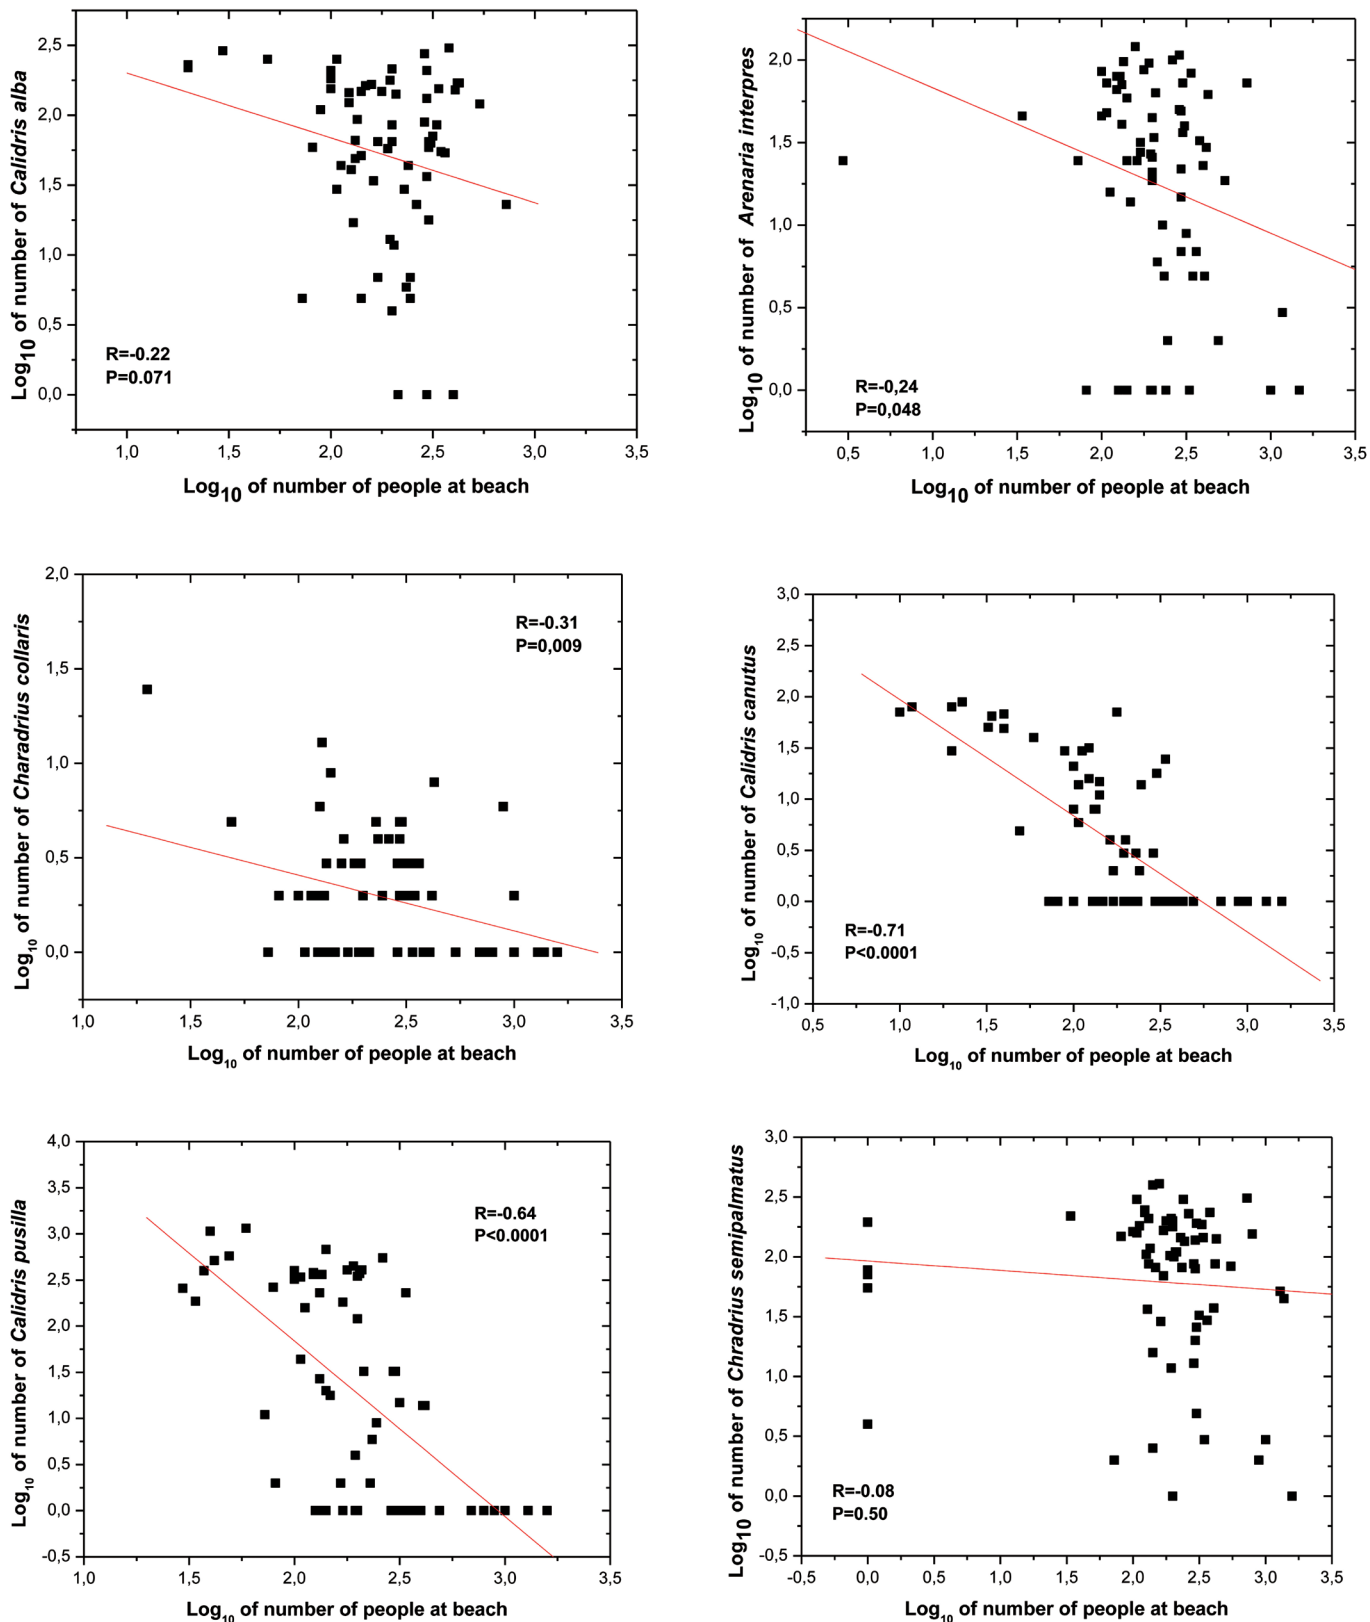 Log10 of number of Calidris alba
2,5
2,0
1,5
1,0
0,5
0,0
R=-0.22
P=0.071
1,0 1,5 2,0 2,5 3,0 3,5
Log10 of number of people at beach
Log10 of number of Arenaria interpres
2,0
1,5
1,0
0,5
0,0
R=-0,24
P=0,048
0,5 1,0 1,5 2,0 2,5 3,0 3,5
Log10 of number of people at beach
Log10 of number of Charadrius collaris
2,0
1,5
1,0
0,5
0,0
R=-0.31
P=0,009
1,0 1,5 2,0 2,5 3,0 3,5
Log10 of number of people at beach
Log10 of number of Calidris canutus
3,0
2,5
2,0
1,5
1,0
0,5
0,0
-0,5
-1,0
R=-0.71
P<0.0001
0,5 1,0 1,5 2,0 2,5 3,0 3,5
Log10 of number of people at beach
Log10 of number of Calidris pusilla
4,0
3,5
3,0
2,5
2,0
1,5
1,0
0,5
0,0
-0,5
R=-0.64
P<0.0001
1,0 1,5 2,0 2,5 3,0 3,5
Log10 of number of people at beach
Log10 of number of Chradrius semipalmatus
3,0
2,5
2,0
1,5
1,0
0,5
0,0
-0,5
R=-0.08
P=0.50
-0,5 0,0 0,5 1,0 1,5 2,0 2,5 3,0 3,5
Log10 of number of people at beach